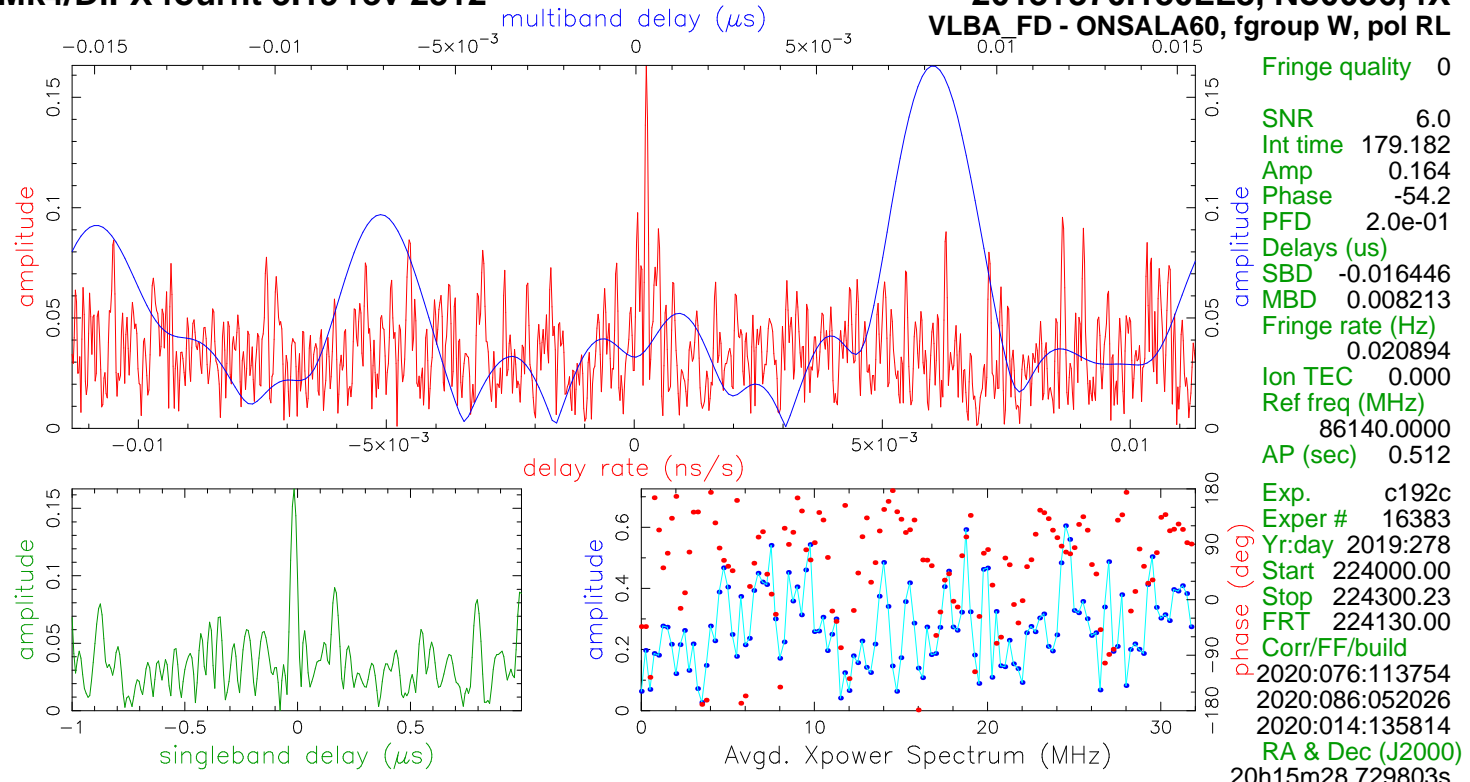 multiband delay (μs)
VLBA_FD - ONSALA60, fgroup W, pol RL
−0.015 −0.01 −5×10⁻³ 0 5×10⁻³ 0.01 0.015
amplitude
0 0.05 0.1 0.15
amplitude
0 0.05 0.1 0.15
−0.01 −5×10⁻³ 0 5×10⁻³ 0.01
delay rate (ns/s)
Fringe quality 0
SNR 6.0
Int time 179.182
Amp 0.164
Phase -54.2
PFD 2.0e-01
Delays (us)
SBD -0.016446
MBD 0.008213
Fringe rate (Hz)
0.020894
Ion TEC 0.000
Ref freq (MHz)
86140.0000
AP (sec) 0.512
Exp. c192c
Exper # 16383
Yr:day 2019:278
Start 224000.00
Stop 224300.23
FRT 224130.00
Corr/FF/build
2020:076:113754
2020:086:052026
2020:014:135814
RA & Dec (J2000)
20h15m28.729803s
amplitude
0 0.05 0.1 0.15
−1 −0.5 0 0.5
singleband delay (μs)
amplitude
0 0.2 0.4 0.6
phase (deg)
−180 −90 0 90 180
0 10 20 30
Avgd. Xpower Spectrum (MHz)